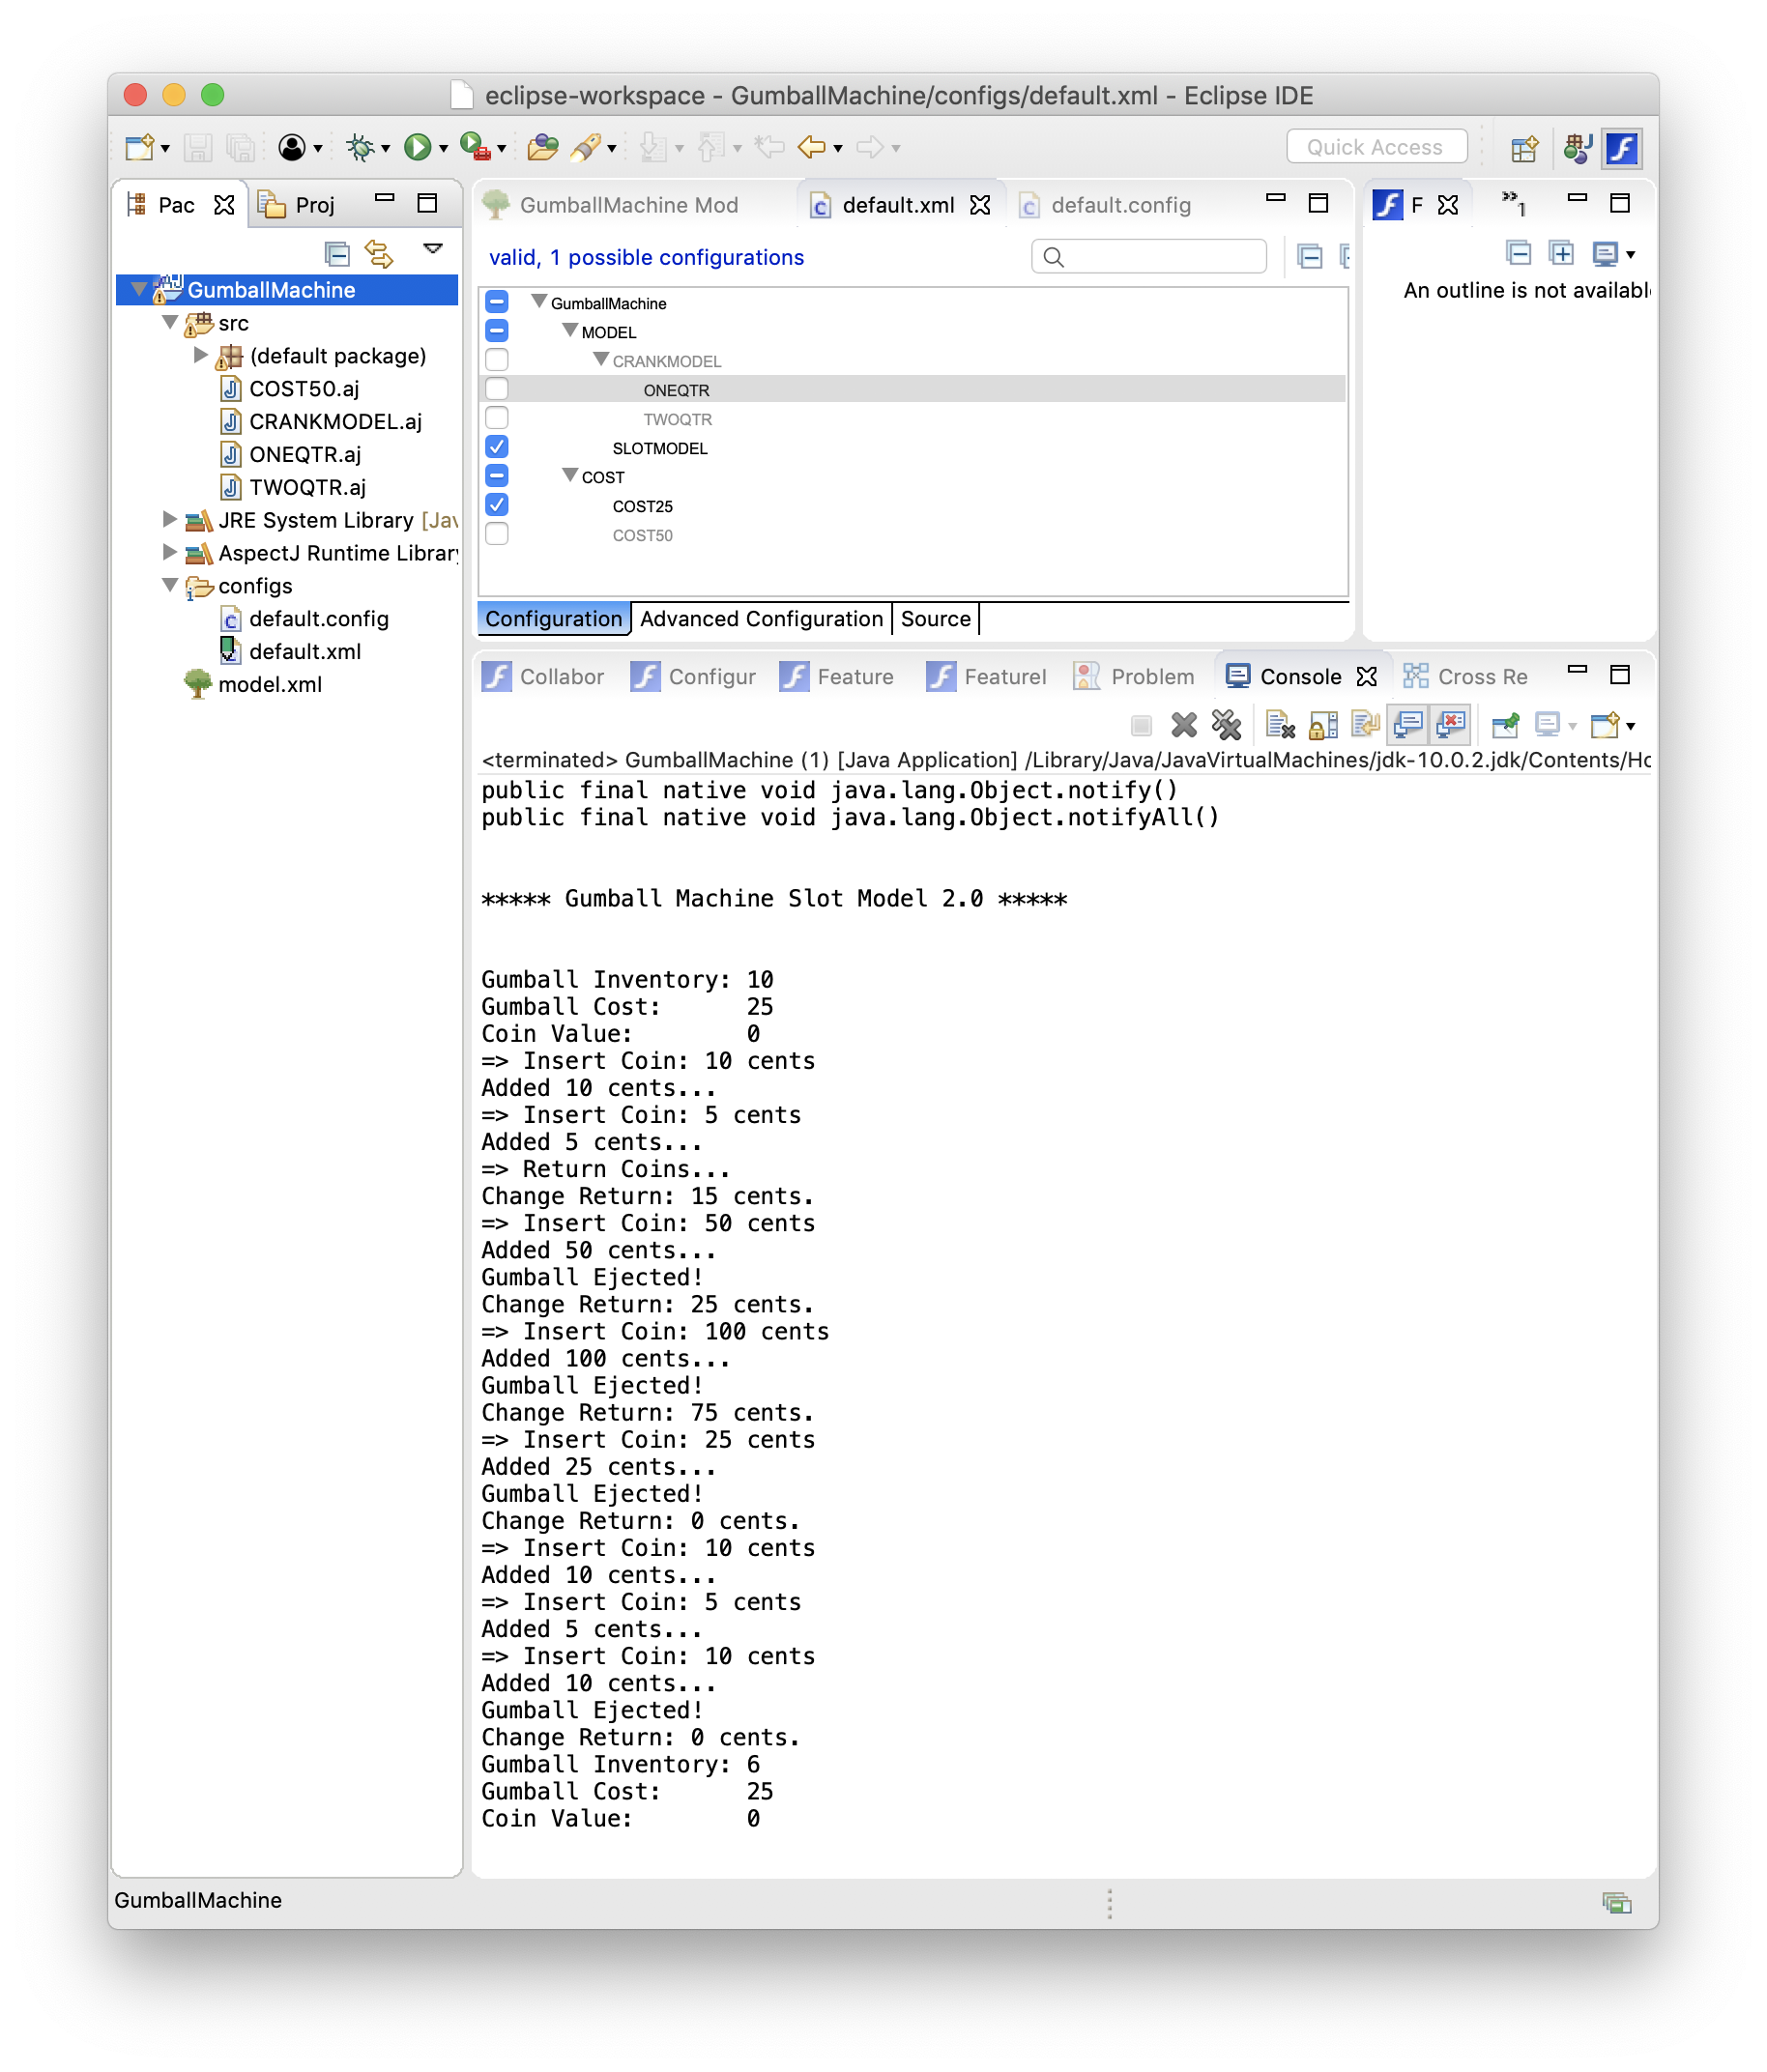 eclipse-workspace - GumballMachine/configs/default.xml - Eclipse IDE
Quick Access
Pac
Proj
GumballMachine
src
(default package)
COST50.aj
CRANKMODEL.aj
ONEQTR.aj
TWOQTR.aj
JRE System Library [Jav
AspectJ Runtime Library
configs
default.config
default.xml
model.xml
GumballMachine Mod
default.xml
default.config
valid, 1 possible configurations
GumballMachine
MODEL
CRANKMODEL
ONEQTR
TWOQTR
SLOTMODEL
COST
COST25
COST50
Configuration
Advanced Configuration
Source
F
»1
An outline is not availabl
Collabor
Configur
Feature
FeatureI
Problem
Console
Cross Re
<terminated> GumballMachine (1) [Java Application] /Library/Java/JavaVirtualMachines/jdk-10.0.2.jdk/Contents/Ho
public final native void java.lang.Object.notify()
public final native void java.lang.Object.notifyAll()
***** Gumball Machine Slot Model 2.0 *****
Gumball Inventory: 10
Gumball Cost: 25
Coin Value: 0
=> Insert Coin: 10 cents
Added 10 cents...
=> Insert Coin: 5 cents
Added 5 cents...
=> Return Coins...
Change Return: 15 cents.
=> Insert Coin: 50 cents
Added 50 cents...
Gumball Ejected!
Change Return: 25 cents.
=> Insert Coin: 100 cents
Added 100 cents...
Gumball Ejected!
Change Return: 75 cents.
=> Insert Coin: 25 cents
Added 25 cents...
Gumball Ejected!
Change Return: 0 cents.
=> Insert Coin: 10 cents
Added 10 cents...
=> Insert Coin: 5 cents
Added 5 cents...
=> Insert Coin: 10 cents
Added 10 cents...
Gumball Ejected!
Change Return: 0 cents.
Gumball Inventory: 6
Gumball Cost: 25
Coin Value: 0
GumballMachine